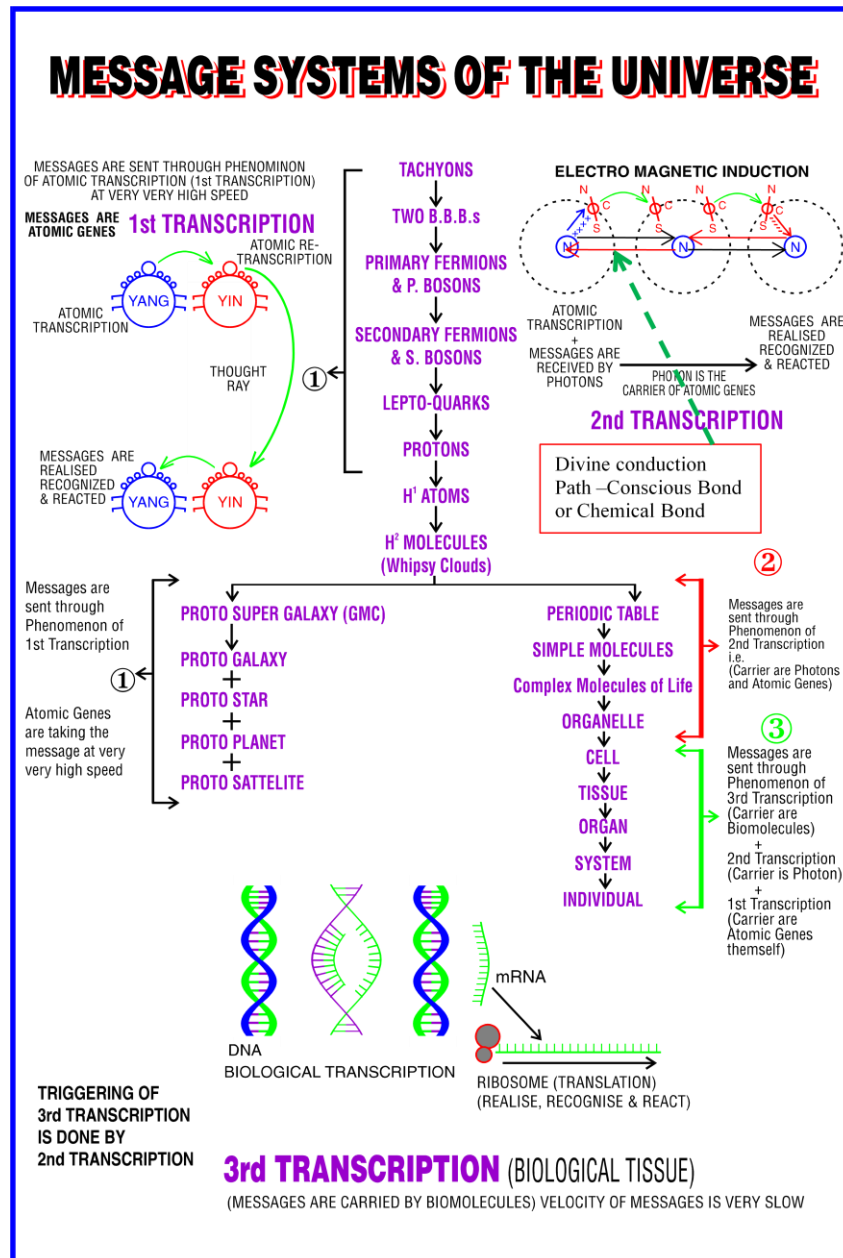 MESSAGE SYSTEMS OF THE UNIVERSE
MESSAGES ARE SENT THROUGH PHENOMINON
OF ATOMIC TRANSCRIPTION (1st TRANSCRIPTION)
AT VERY VERY HIGH SPEED
MESSAGES ARE
ATOMIC GENES
1st TRANSCRIPTION
ATOMIC RE-
TRANSCRIPTION
YANG
YIN
ATOMIC
TRANSCRIPTION
THOUGHT
RAY
MESSAGES ARE
REALISED
RECOGNIZED
& REACTED
YANG
YIN
1
TACHYONS
TWO B.B.B.s
PRIMARY FERMIONS
& P. BOSONS
SECONDARY FERMIONS
& S. BOSONS
LEPTO-QUARKS
PROTONS
H¹ ATOMS
H² MOLECULES
(Whipsy Clouds)
ELECTRO MAGNETIC INDUCTION
N
C
S
N
C
S
N
C
S
N
C
S
++++
N
N
N
ATOMIC
TRANSCRIPTION
+
MESSAGES ARE
RECEIVED BY
PHOTONS
MESSAGES ARE
REALISED
RECOGNIZED
& REACTED
PHOTON IS THE
CARRIER OF ATOMIC GENES
2nd TRANSCRIPTION
Divine conduction
Path –Conscious Bond
or Chemical Bond
Messages are
sent through
Phenomenon of
1st Transcription
1
Atomic Genes
are taking the
message at very
very high speed
PROTO SUPER GALAXY (GMC)
PROTO GALAXY
+
PROTO STAR
+
PROTO PLANET
+
PROTO SATTELITE
PERIODIC TABLE
SIMPLE MOLECULES
Complex Molecules of Life
ORGANELLE
CELL
TISSUE
ORGAN
SYSTEM
INDIVIDUAL
2
Messages are
sent through
Phenomenon of
2nd Transcription
i.e.
(Carrier are Photons
and Atomic Genes)
3
Messages are
sent through
Phenomenon of
3rd Transcription
(Carrier are
Biomolecules)
+
2nd Transcription
(Carrier is Photon)
+
1st Transcription
(Carrier are
Atomic Genes
themself)
mRNA
DNA
BIOLOGICAL TRANSCRIPTION
RIBOSOME (TRANSLATION)
(REALISE, RECOGNISE & REACT)
TRIGGERING OF
3rd TRANSCRIPTION
IS DONE BY
2nd TRANSCRIPTION
3rd TRANSCRIPTION (BIOLOGICAL TISSUE)
(MESSAGES ARE CARRIED BY BIOMOLECULES) VELOCITY OF MESSAGES IS VERY SLOW